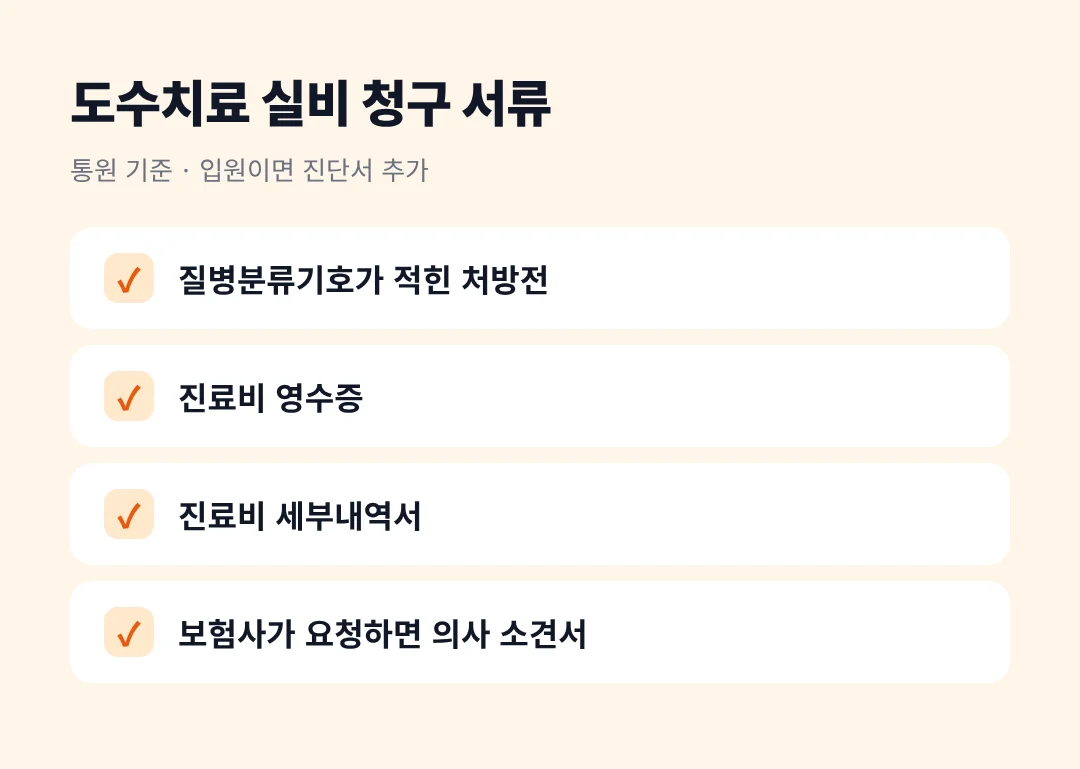 도수치료 실비 청구 서류
통원 기준 · 입원이면 진단서 추가
✓ 질병분류기호가 적힌 처방전
✓ 진료비 영수증
✓ 진료비 세부내역서
✓ 보험사가 요청하면 의사 소견서